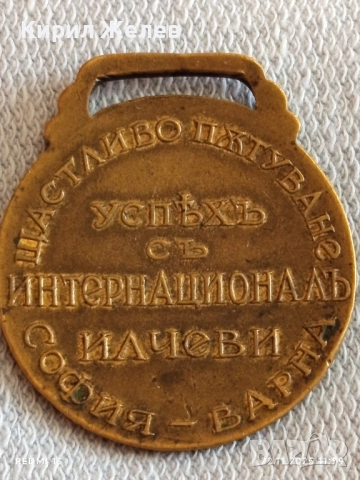 Кирил Желев
ЩАСТЛИВО ПѪТУВАНЕ
УСПѢХЪ
СЪ
ИНТЕРНАЦИОНАЛЪ
ИЛЧЕВИ
СОФИЯ – ВАРНА